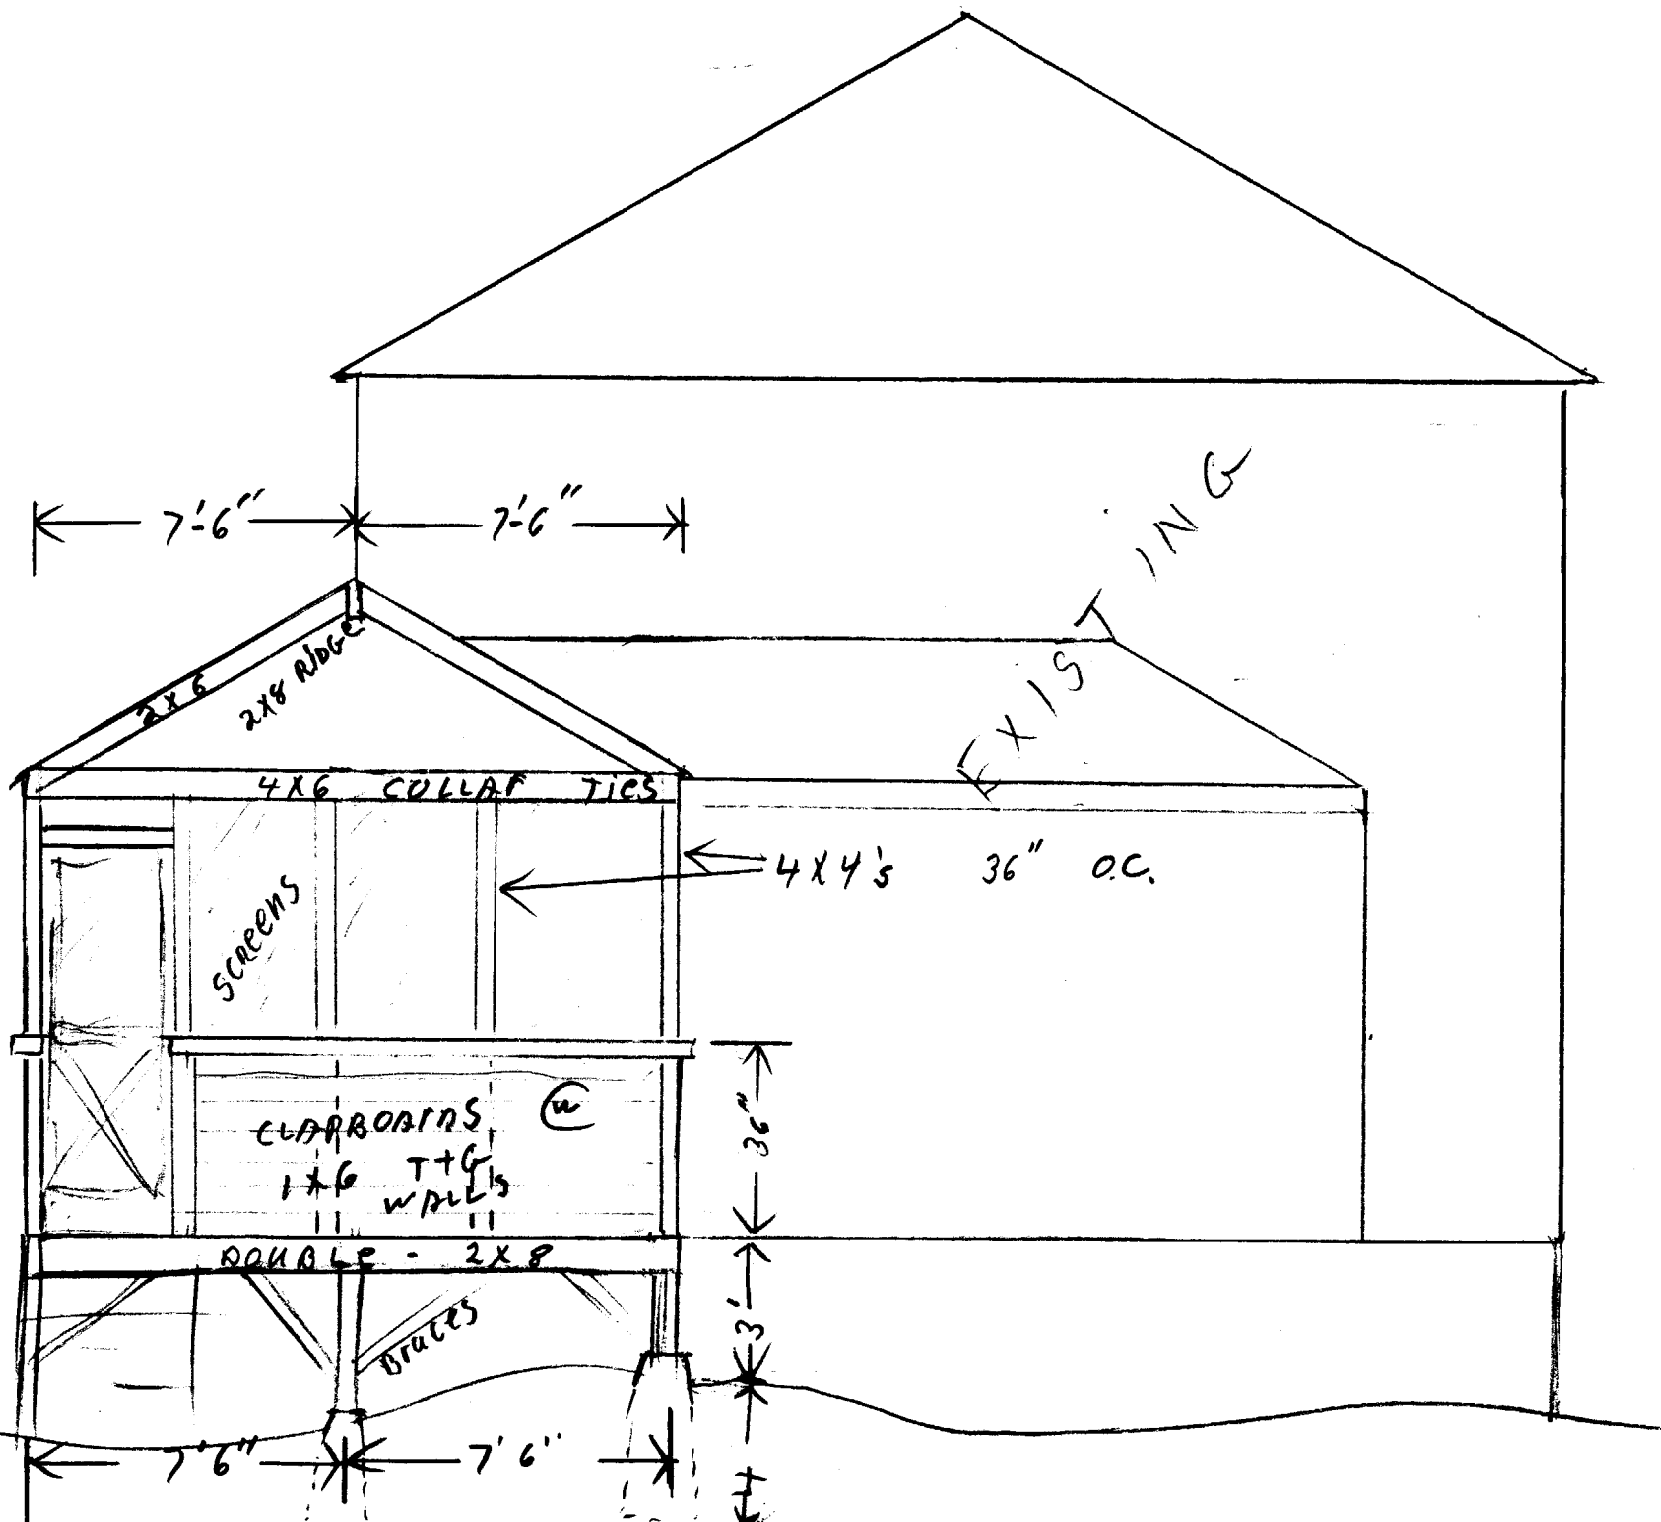 EXISTING
7'-6" 7'-6"
2X6
2X8 RIDGE
4X6 COLLAr TIeS
4X4's 36" O.C.
SCReenS
W
CLAPBOArDS
1X6 T+G
WALLs
36"
DOUBLe - 2X8
3'
Braces
7'6" 7'6"
4